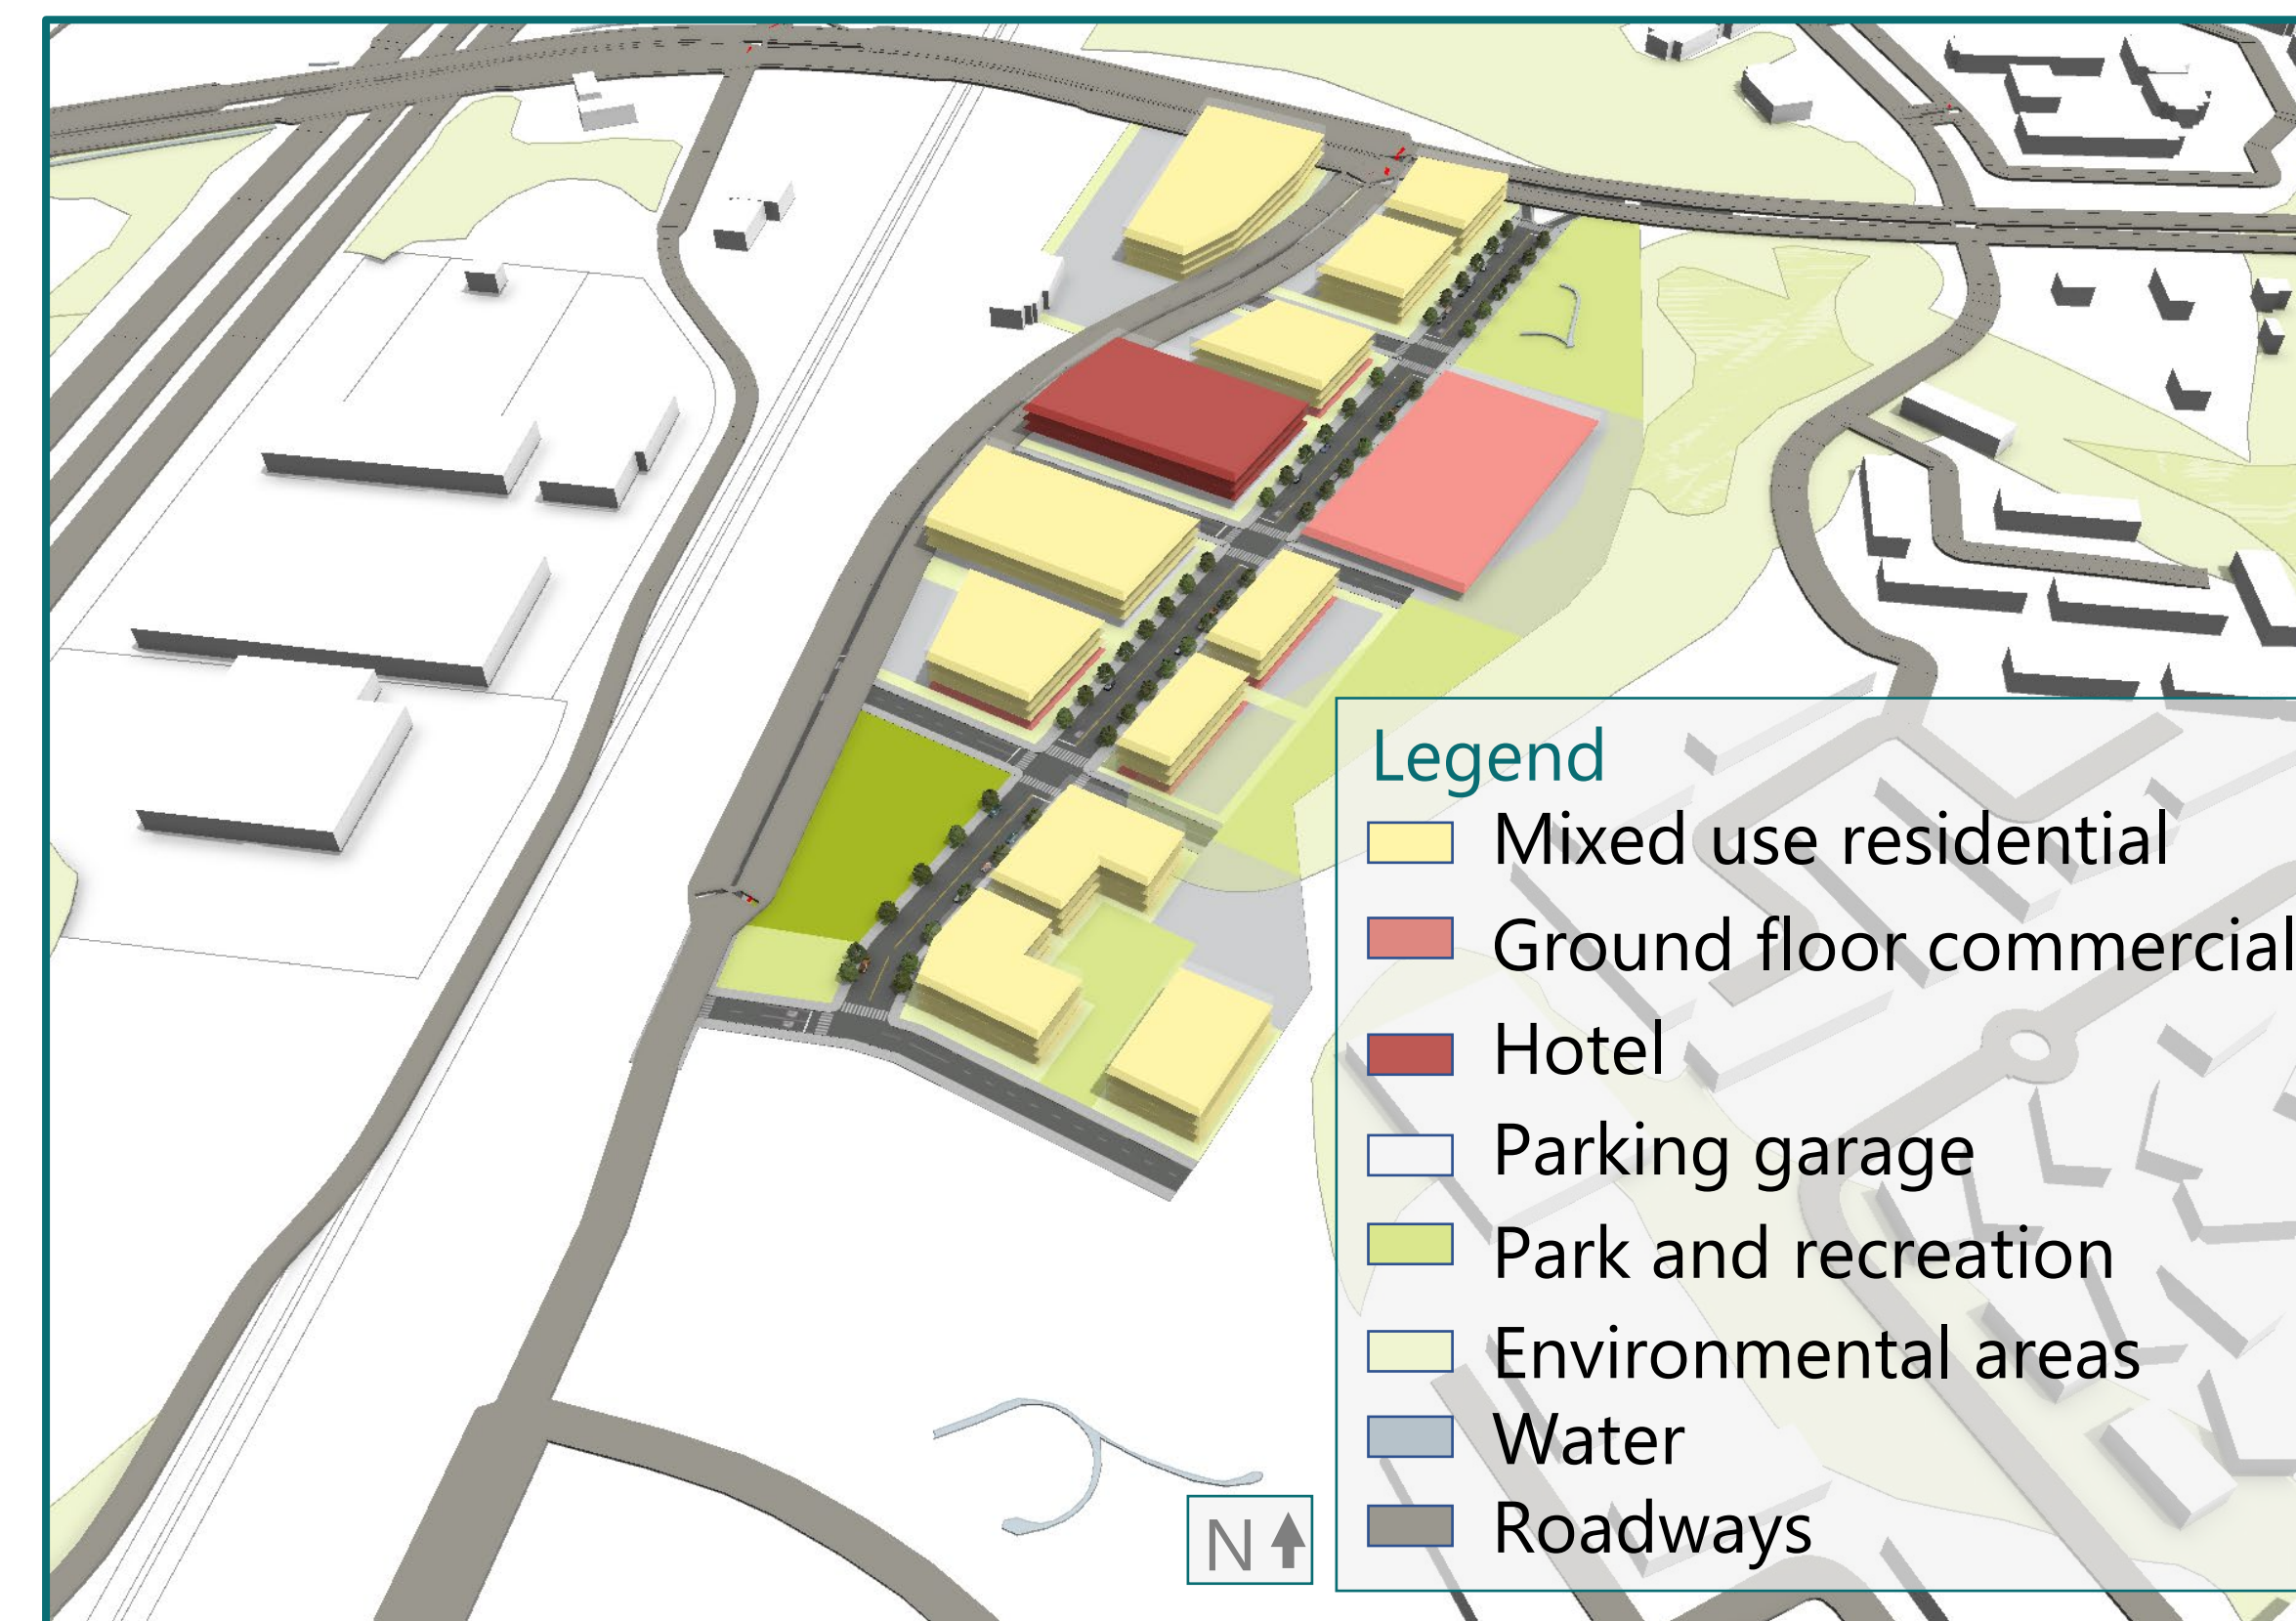 Legend
Mixed use residential
Ground floor commercial
Hotel
Parking garage
Park and recreation
Environmental areas
Water
Roadways
N